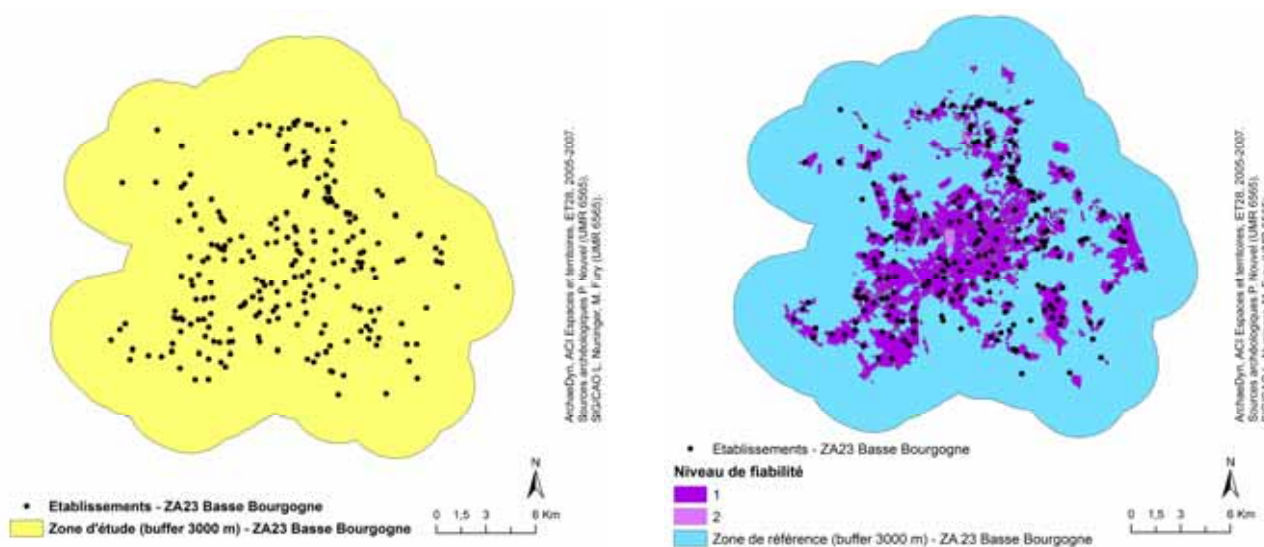 ArchaeDyn, ACI Espaces et territoires, ET28, 2005-2007.
Sources archéologiques P. Nouvel (UMR 6565).
SIG/CAO L. Nuninger, M. Fury (UMR 6565).
N
Etablissements - ZA23 Basse Bourgogne
Zone d'étude (buffer 3000 m) - ZA23 Basse Bourgogne
0 1,5 3 6 Km
ArchaeDyn, ACI Espaces et territoires, ET28, 2005-2007.
Sources archéologiques P. Nouvel (UMR 6565).
Etablissements - ZA23 Basse Bourgogne
Niveau de fiabilité
1
2
Zone de référence (buffer 3000 m) - ZA 23 Basse Bourgogne
N
0 1,5 3 6 Km